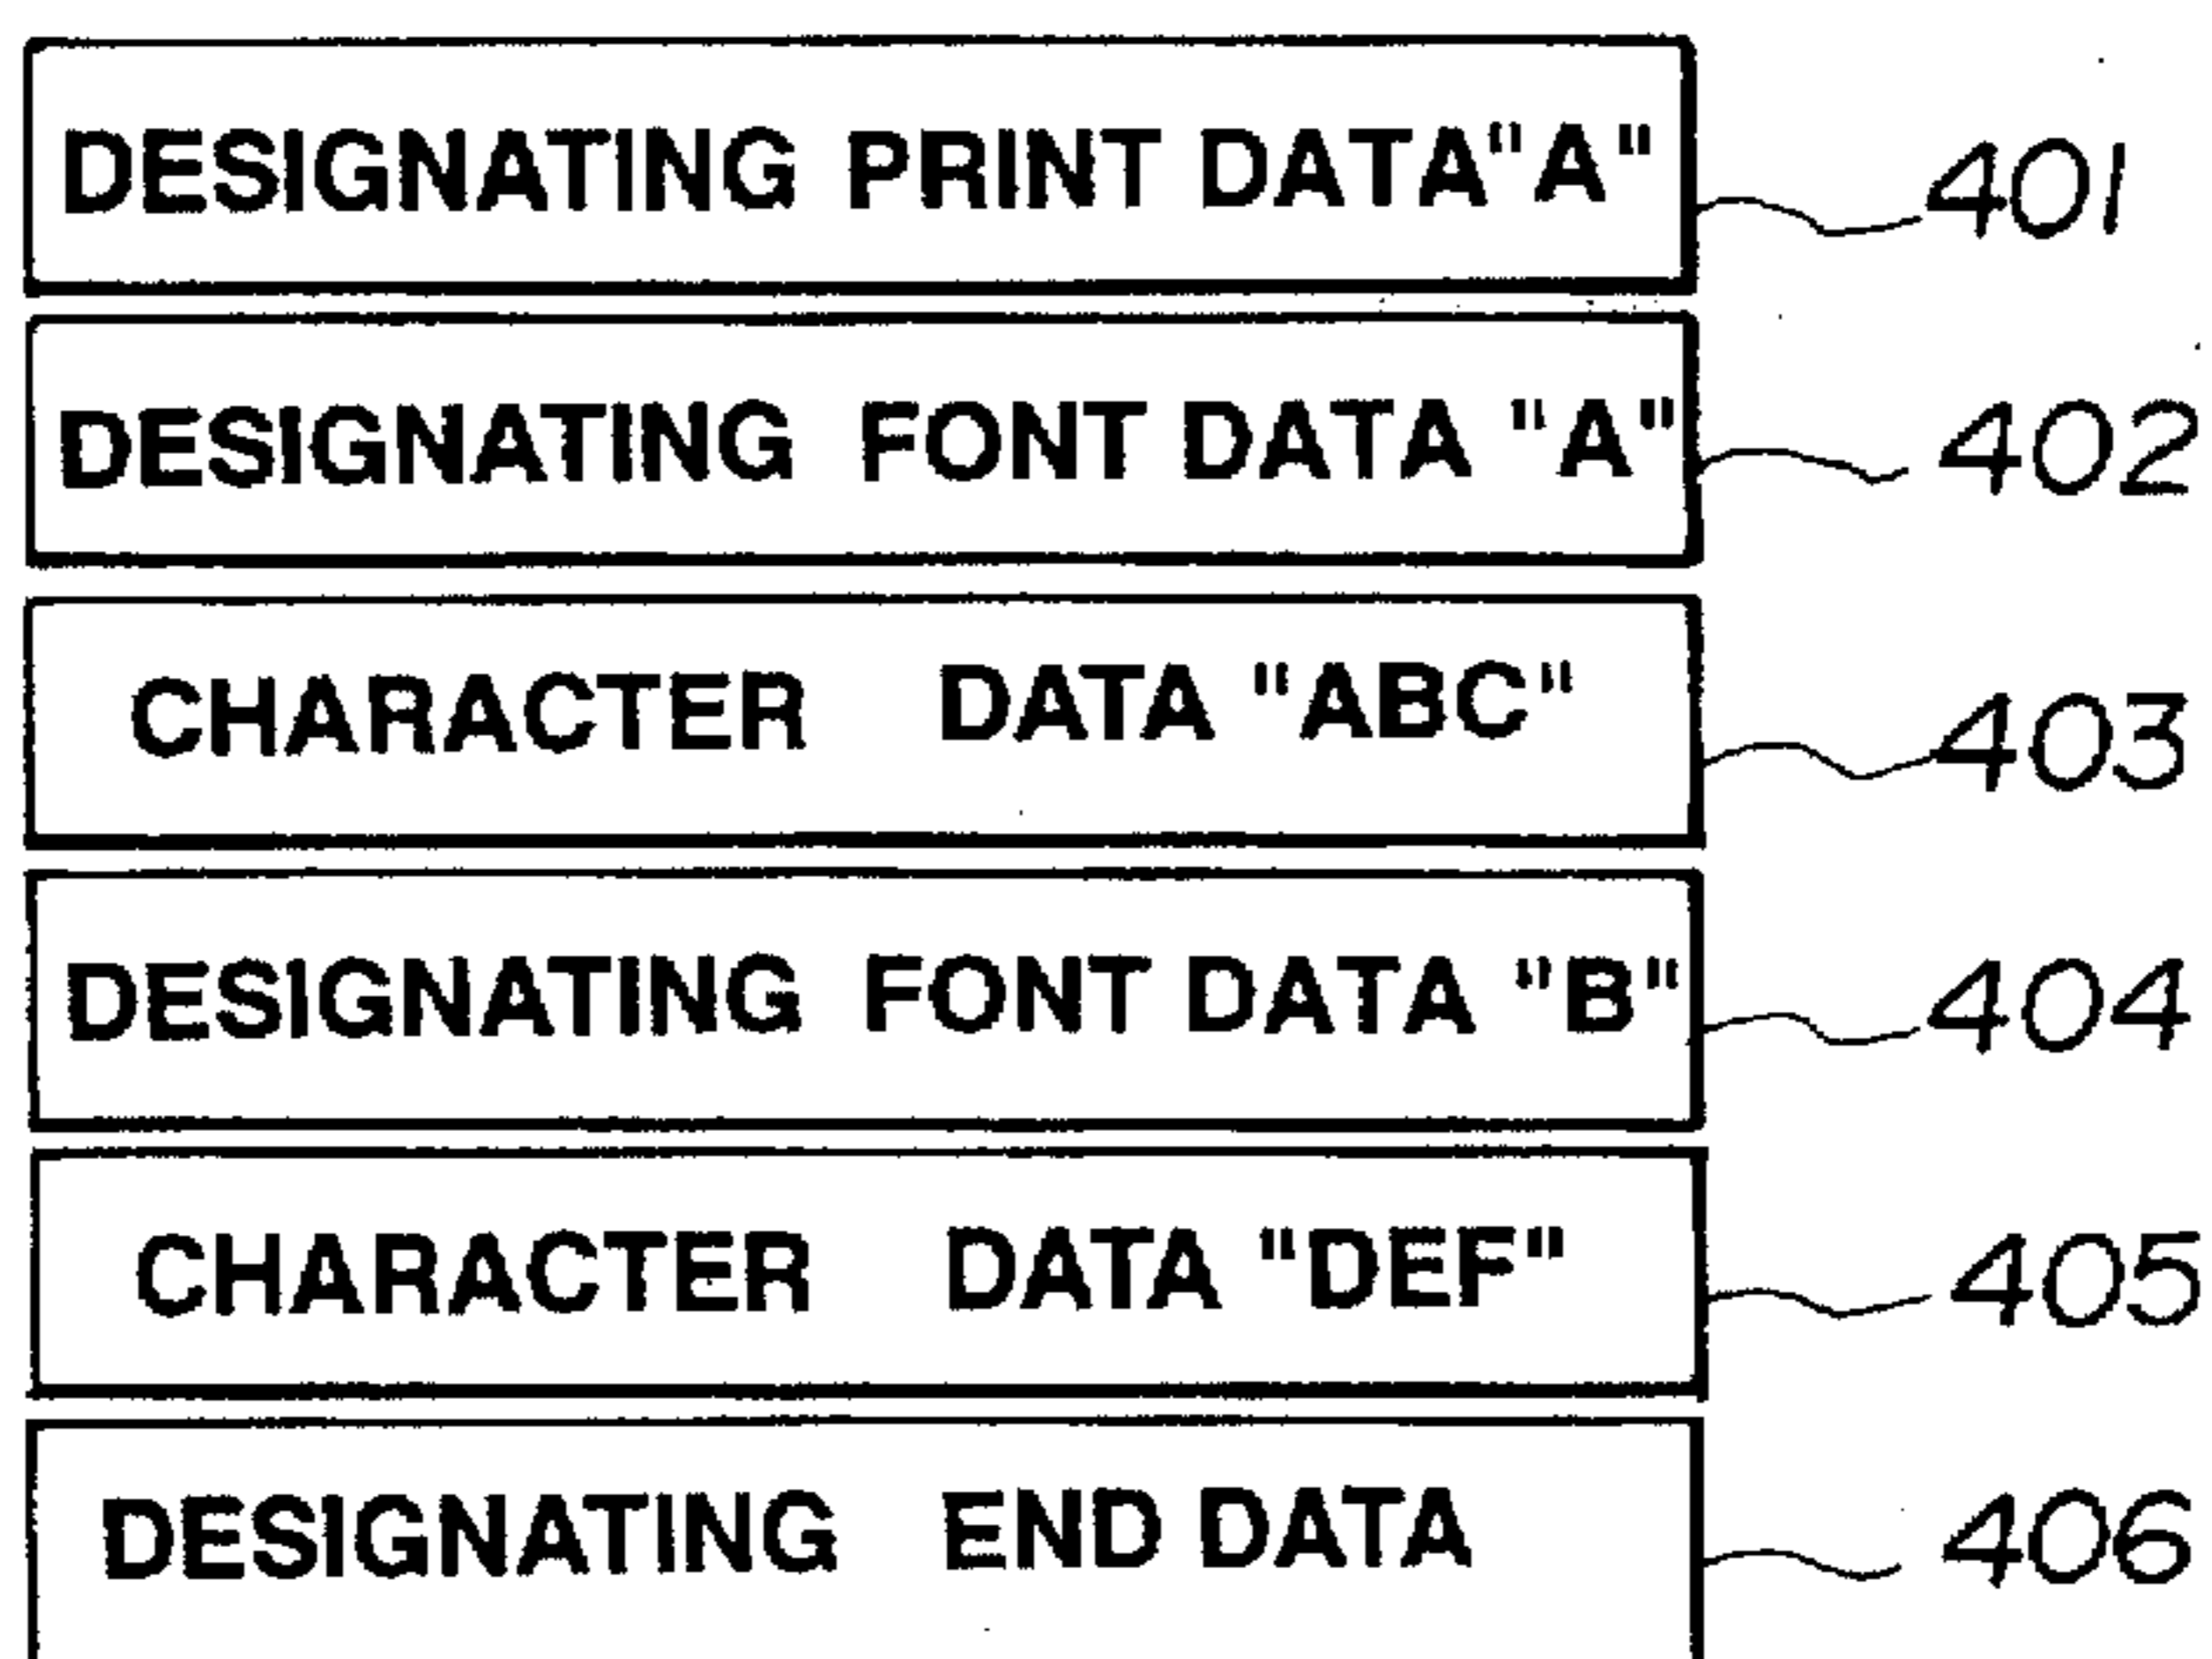 DESIGNATING PRINT DATA"A" 401
DESIGNATING FONT DATA "A" 402
CHARACTER DATA "ABC" 403
DESIGNATING FONT DATA "B" 404
CHARACTER DATA "DEF" 405
DESIGNATING END DATA 406